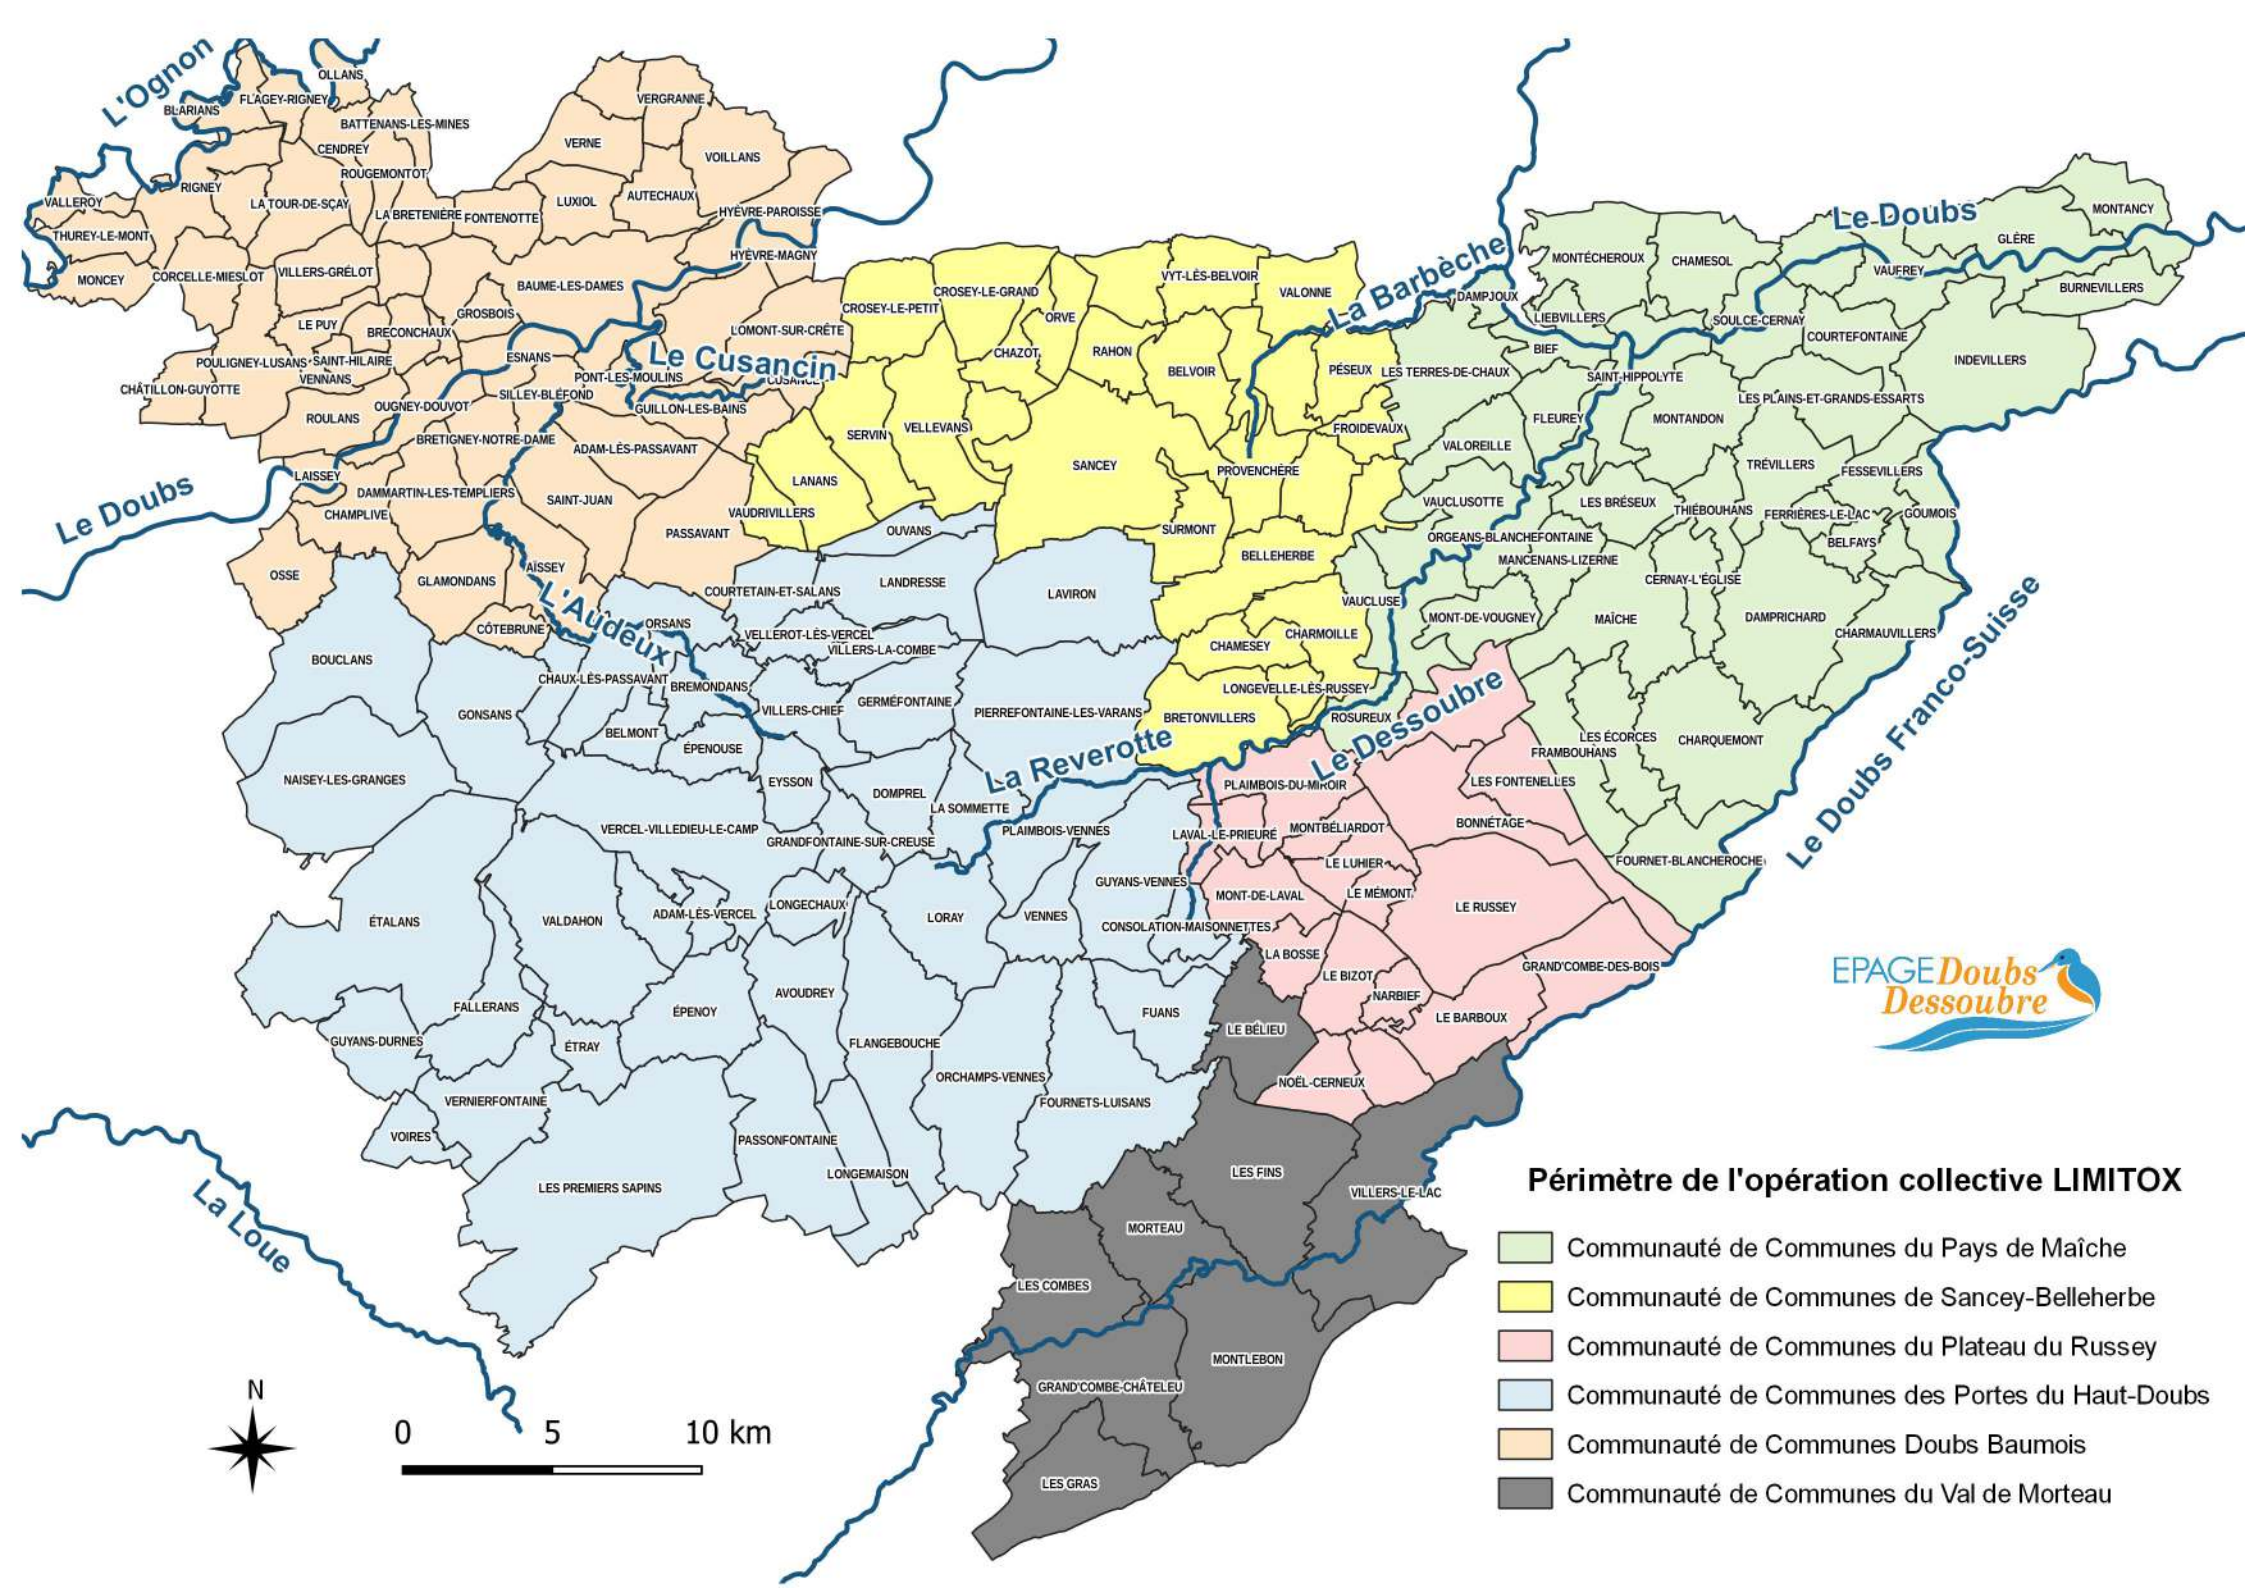 L'Ognon
OLLANS
FLAGEY-RIGNEY
BLARIANS
VERGRANNE
BATTENANS-LES-MINES
CENDREY
VERNE
VOILLANS
ROUGEMONTOT
RIGNEY
AUTECHAUX
VALLEROY
LA TOUR-DE-SÇAY
LUXIOL
LA BRETENIÈRE
FONTENOTTE
HYÈVRE-PAROISSE
THUREY-LE-MONT
HYÈVRE-MAGNY
MONCEY
CORCELLE-MIESLOT
VILLERS-GRÉLOT
BAUME-LES-DAMES
GROSBOIS
LE PUY
BRECONCHAUX
LOMONT-SUR-CRÊTE
POULIGNEY-LUSANS
SAINT-HILAIRE
ESNANS
Le Cusancin
CHÂTILLON-GUYOTTE
VENNANS
PONT-LES-MOULINS
CUSANCE
SILLEY-BLÉFOND
ROULANS
OUGNEY-DOUVOT
GUILLON-LES-BAINS
BRETIGNEY-NOTRE-DAME
ADAM-LÈS-PASSAVANT
LAISSEY
Le Doubs
DAMMARTIN-LES-TEMPLIERS
SAINT-JUAN
CHAMPLIVE
PASSAVANT
OSSE
GLAMONDANS
AÏSSEY
L'Audeux
CÔTEBRUNE
CROSEY-LE-PETIT
CROSEY-LE-GRAND
VYT-LÈS-BELVOIR
VALONNE
ORVE
CHAZOT
RAHON
BELVOIR
PÉSEUX
SERVIN
VELLEVANS
FROIDEVAUX
SANCEY
PROVENCHÈRE
LANANS
VAUDRIVILLERS
SURMONT
BELLEHERBE
CHAMESEY
CHARMOILLE
LONGEVELLE-LÈS-RUSSEY
BRETONVILLERS
La Barbèche
Le Doubs
MONTANCY
GLÈRE
MONTÉCHEROUX
CHAMESOL
VAUFREY
BURNEVILLERS
DAMPJOUX
LIEBVILLERS
SOULCE-CERNAY
COURTEFONTAINE
BIEF
INDEVILLERS
LES TERRES-DE-CHAUX
SAINT-HIPPOLYTE
LES PLAINS-ET-GRANDS-ESSARTS
FLEUREY
MONTANDON
VALOREILLE
TRÉVILLERS
FESSEVILLERS
VAUCLUSOTTE
LES BRÉSEUX
THIÉBOUHANS
FERRIÈRES-LE-LAC
GOUMOIS
ORGEANS-BLANCHEFONTAINE
BELFAYS
MANCENANS-LIZERNE
CERNAY-L'ÉGLISE
VAUCLUSE
MONT-DE-VOUGNEY
MAÎCHE
DAMPRICHARD
CHARMAUVILLERS
ROSUREUX
LES ÉCORCES
CHARQUEMONT
FRAMBOUHANS
FOURNET-BLANCHEROCHE
Le Doubs Franco-Suisse
OUVANS
COURTETAIN-ET-SALANS
LANDRESSE
LAVIRON
ORSANS
VELLEROT-LÈS-VERCEL
VILLERS-LA-COMBE
BOUCLANS
CHAUX-LÈS-PASSAVANT
BREMONDANS
GERMÉFONTAINE
VILLERS-CHIEF
PIERREFONTAINE-LES-VARANS
GONSANS
BELMONT
ÉPENOUSE
La Reverotte
Le Dessoubre
NAISEY-LES-GRANGES
EYSSON
DOMPREL
LA SOMMETTE
VERCEL-VILLEDIEU-LE-CAMP
GRANDFONTAINE-SUR-CREUSE
PLAIMBOIS-VENNES
GUYANS-VENNES
ÉTALANS
VALDAHON
ADAM-LÈS-VERCEL
LONGECHAUX
LORAY
VENNES
CONSOLATION-MAISONNETTES
FALLERANS
ÉPENOY
AVOUDREY
FUANS
GUYANS-DURNES
ÉTRAY
FLANGEBOUCHE
ORCHAMPS-VENNES
VERNIERFONTAINE
FOURNETS-LUISANS
VOIRES
PASSONFONTAINE
LES PREMIERS SAPINS
LONGEMAISON
PLAIMBOIS-DU-MIROIR
LES FONTENELLES
LAVAL-LE-PRIEURÉ
MONTBÉLIARDOT
BONNÉTAGE
LE LUHIER
MONT-DE-LAVAL
LE MÉMONT
LE RUSSEY
LA BOSSE
LE BIZOT
GRAND'COMBE-DES-BOIS
NARBIEF
LE BARBOUX
NOËL-CERNEUX
LE BÉLIEU
LES FINS
VILLERS-LE-LAC
MORTEAU
LES COMBES
MONTLEBON
GRAND'COMBE-CHÂTELEU
LES GRAS
La Loue
EPAGE Doubs
Dessoubre
N
0 5 10 km
Périmètre de l'opération collective LIMITOX
Communauté de Communes du Pays de Maîche
Communauté de Communes de Sancey-Belleherbe
Communauté de Communes du Plateau du Russey
Communauté de Communes des Portes du Haut-Doubs
Communauté de Communes Doubs Baumois
Communauté de Communes du Val de Morteau